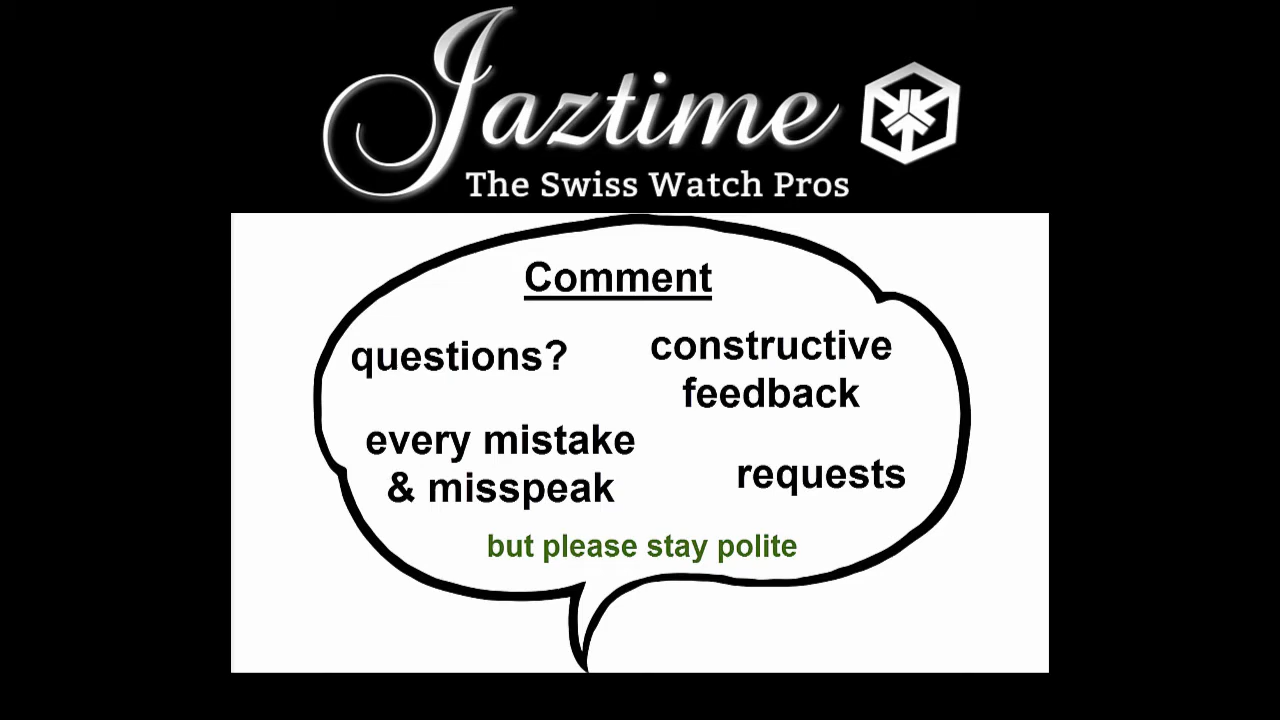 Jaztime
The Swiss Watch Pros
Comment
questions?
constructive
feedback
every mistake
& misspeak
requests
but please stay polite